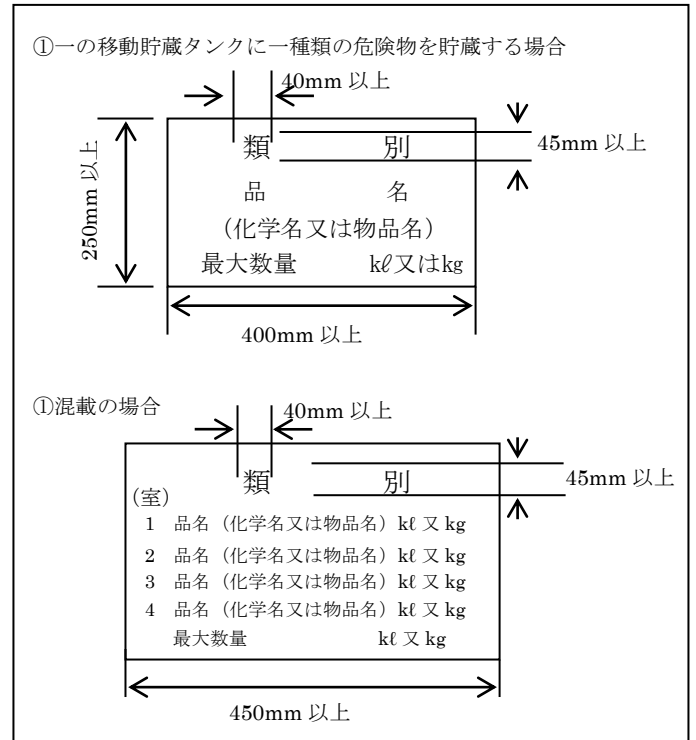 ①一の移動貯蔵タンクに一種類の危険物を貯蔵する場合
40mm 以上
45mm 以上
250mm 以上
類 別
品 名
(化学名又は物品名)
最大数量 kℓ又はkg
400mm 以上
①混載の場合
40mm 以上
45mm 以上
類 別
(室)
1 品名(化学名又は物品名)kℓ 又 kg
2 品名(化学名又は物品名)kℓ 又 kg
3 品名(化学名又は物品名)kℓ 又 kg
4 品名(化学名又は物品名)kℓ 又 kg
最大数量 kℓ 又 kg
450mm 以上